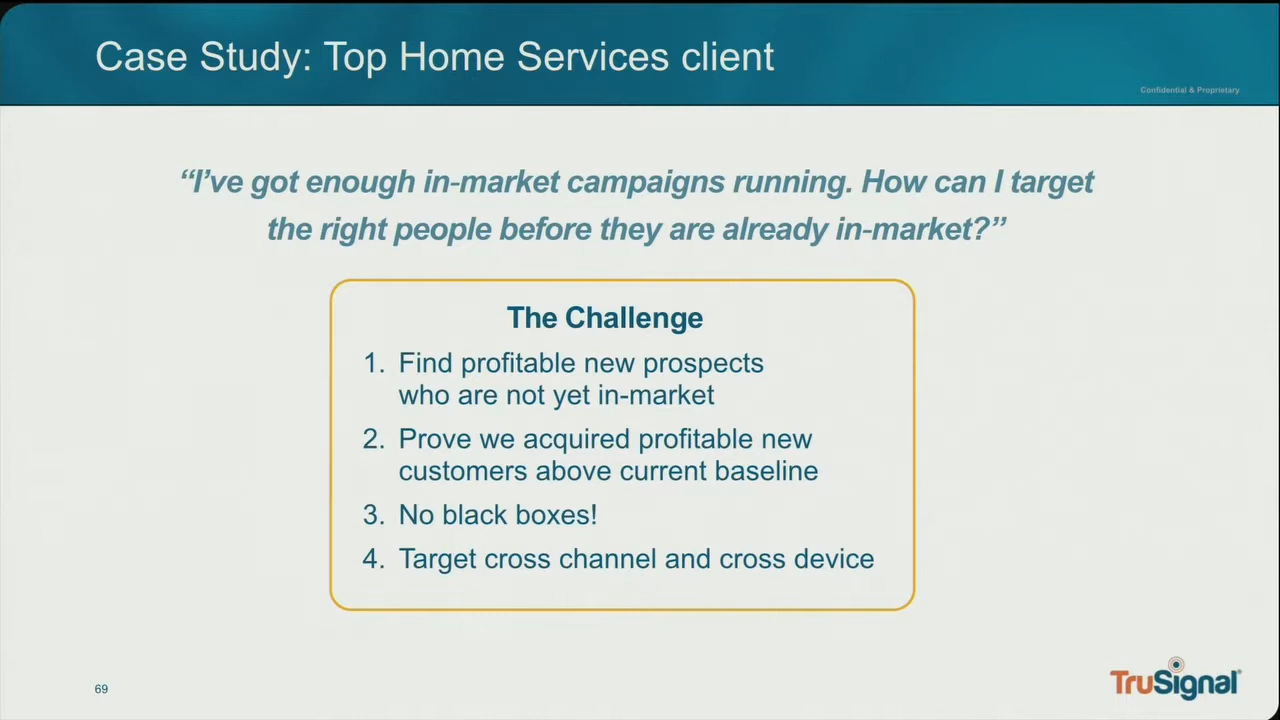 Case Study: Top Home Services client
Confidential & Proprietary
“I’ve got enough in-market campaigns running. How can I target
the right people before they are already in-market?”
The Challenge
1. Find profitable new prospects
who are not yet in-market
2. Prove we acquired profitable new
customers above current baseline
3. No black boxes!
4. Target cross channel and cross device
69
TruSignal®